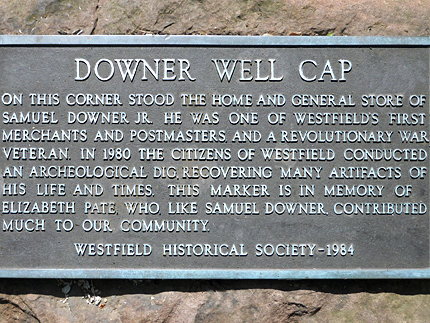 DOWNER WELL CAP
ON THIS CORNER STOOD THE HOME AND GENERAL STORE OF
SAMUEL DOWNER JR. HE WAS ONE OF WESTFIELD'S FIRST
MERCHANTS AND POSTMASTERS AND A REVOLUTIONARY WAR
VETERAN. IN 1980 THE CITIZENS OF WESTFIELD CONDUCTED
AN ARCHEOLOGICAL DIG, RECOVERING MANY ARTIFACTS OF
HIS LIFE AND TIMES. THIS MARKER IS IN MEMORY OF
ELIZABETH PATE, WHO, LIKE SAMUEL DOWNER, CONTRIBUTED
MUCH TO OUR COMMUNITY.
WESTFIELD HISTORICAL SOCIETY-1984